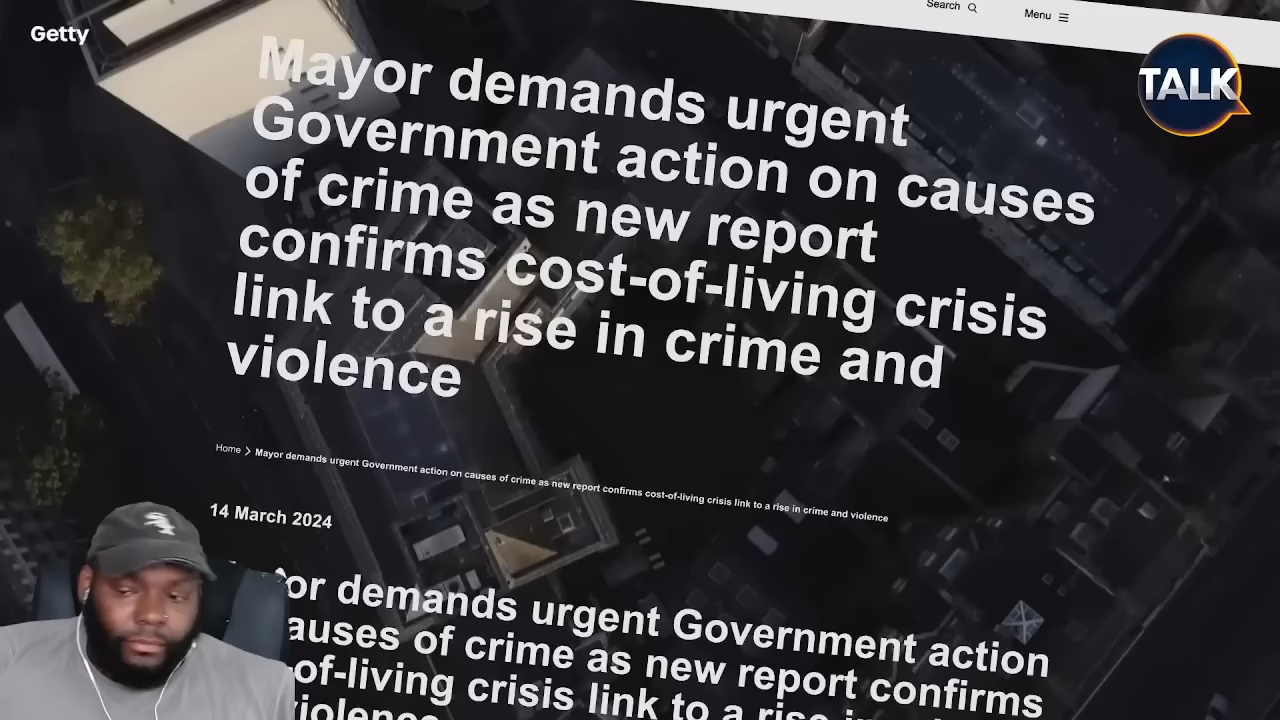 Getty
Search
Menu
TALK
Mayor demands urgent
Government action on causes
of crime as new report
confirms cost-of-living crisis
link to a rise in crime and
violence
Home > Mayor demands urgent Government action on causes of crime as new report confirms cost-of-living crisis link to a rise in crime and violence
14 March 2024
or demands urgent Government action
auses of crime as new report confirms
-of-living crisis link to a rise
violence